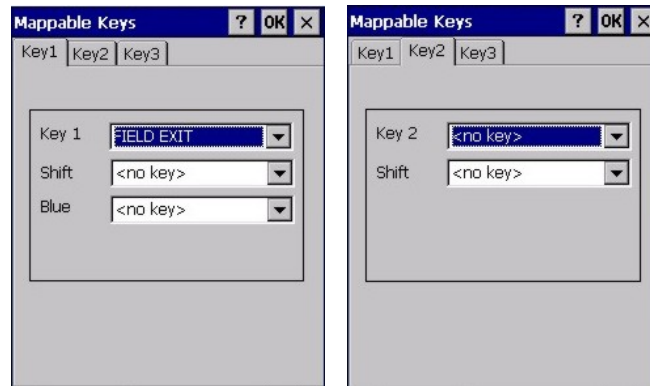 Mappable Keys ? OK ×
Key1 Key2 Key3
Key 1 FIELD EXIT
Shift <no key>
Blue <no key>
Mappable Keys ? OK ×
Key1 Key2 Key3
Key 2 <no key>
Shift <no key>